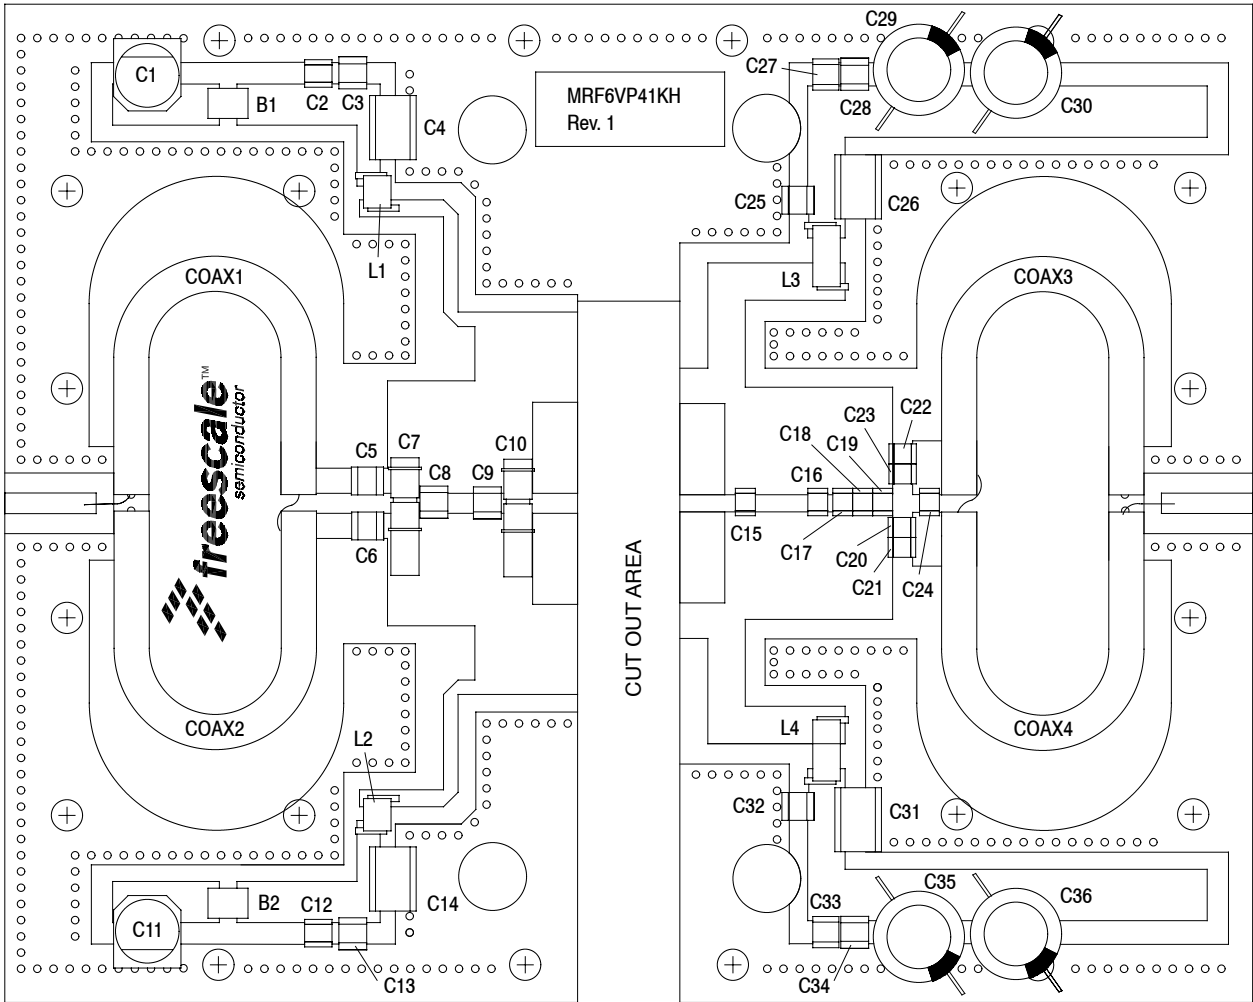 C29
C1
C27
C2
C3
B1
C4
MRF6VP41KH
Rev. 1
C28
C30
C25
C26
L1
L3
COAX1
COAX3
freescale™
semiconductor
C5
C7
C8
C9
C10
C6
C23
C22
C18
C19
C16
C15
C17
C20
C21
C24
CUT OUT AREA
COAX2
COAX4
L2
L4
C32
C31
B2
C12
C14
C11
C13
C33
C35
C36
C34